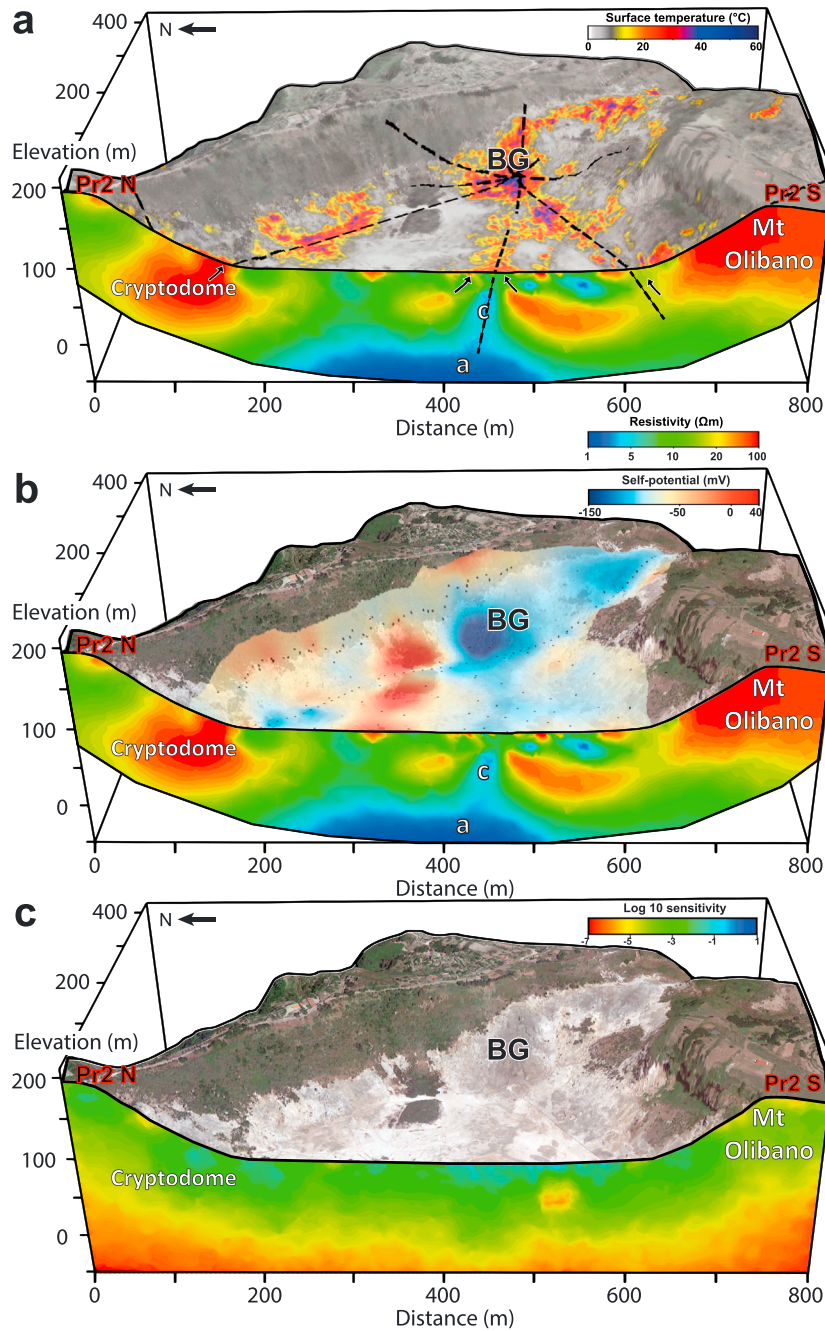 a
400
Surface temperature (°C)
0 20 40 60
N
200
Elevation (m)
BG
Pr2 N
200
Pr2 S
Mt
Olibano
100
Cryptodome
c
0
a
0 200 400 600 800
Distance (m)
Resistivity (Ωm)
1 5 10 20 100
b
400
Self-potential (mV)
-150 -50 0 40
N
200
Elevation (m)
BG
Pr2 N
200
Pr2 S
Mt
Olibano
100
Cryptodome
c
0
a
0 200 400 600 800
Distance (m)
c
400
Log 10 sensitivity
-7 -5 -3 -1 1
N
200
Elevation (m)
BG
Pr2 N
200
Pr2 S
Mt
Olibano
100
Cryptodome
0
0 200 400 600 800
Distance (m)